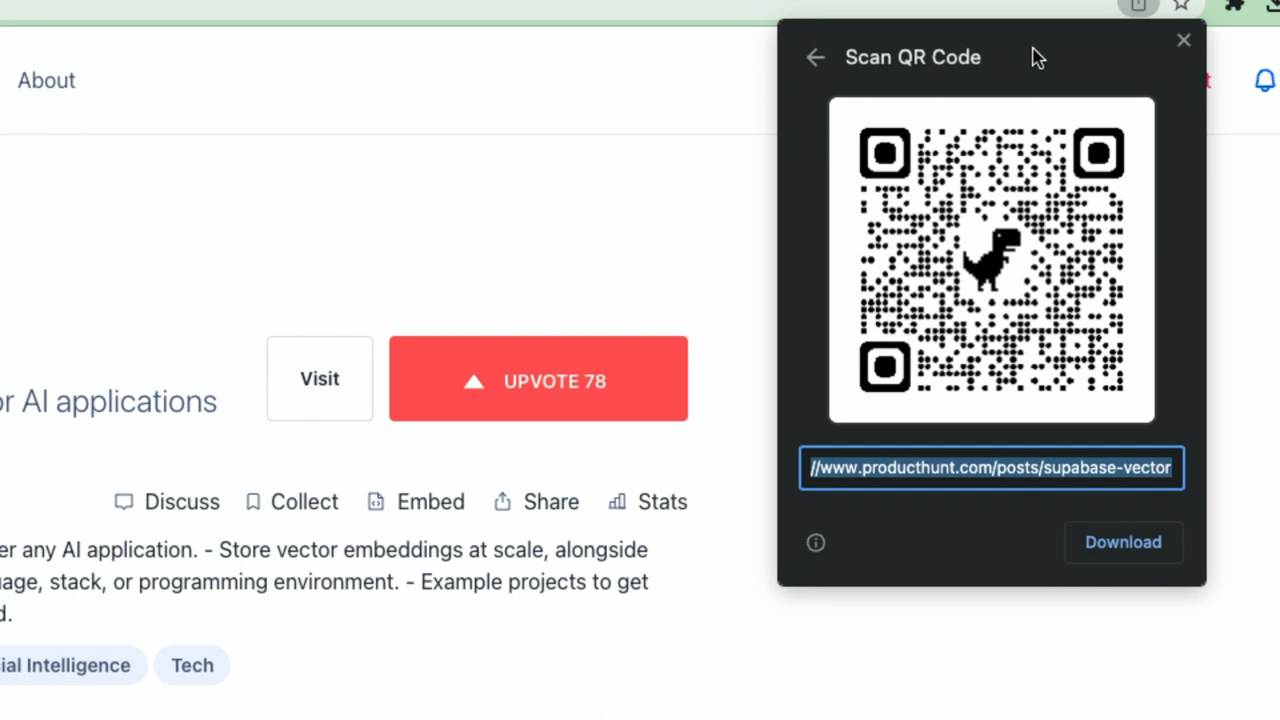 About
Scan QR Code
t
or AI applications
Visit
UPVOTE 78
//www.producthunt.com/posts/supabase-vector
Discuss
Collect
Embed
Share
Stats
Download
er any AI application. - Store vector embeddings at scale, alongside
uage, stack, or programming environment. - Example projects to get
d.
ial Intelligence
Tech